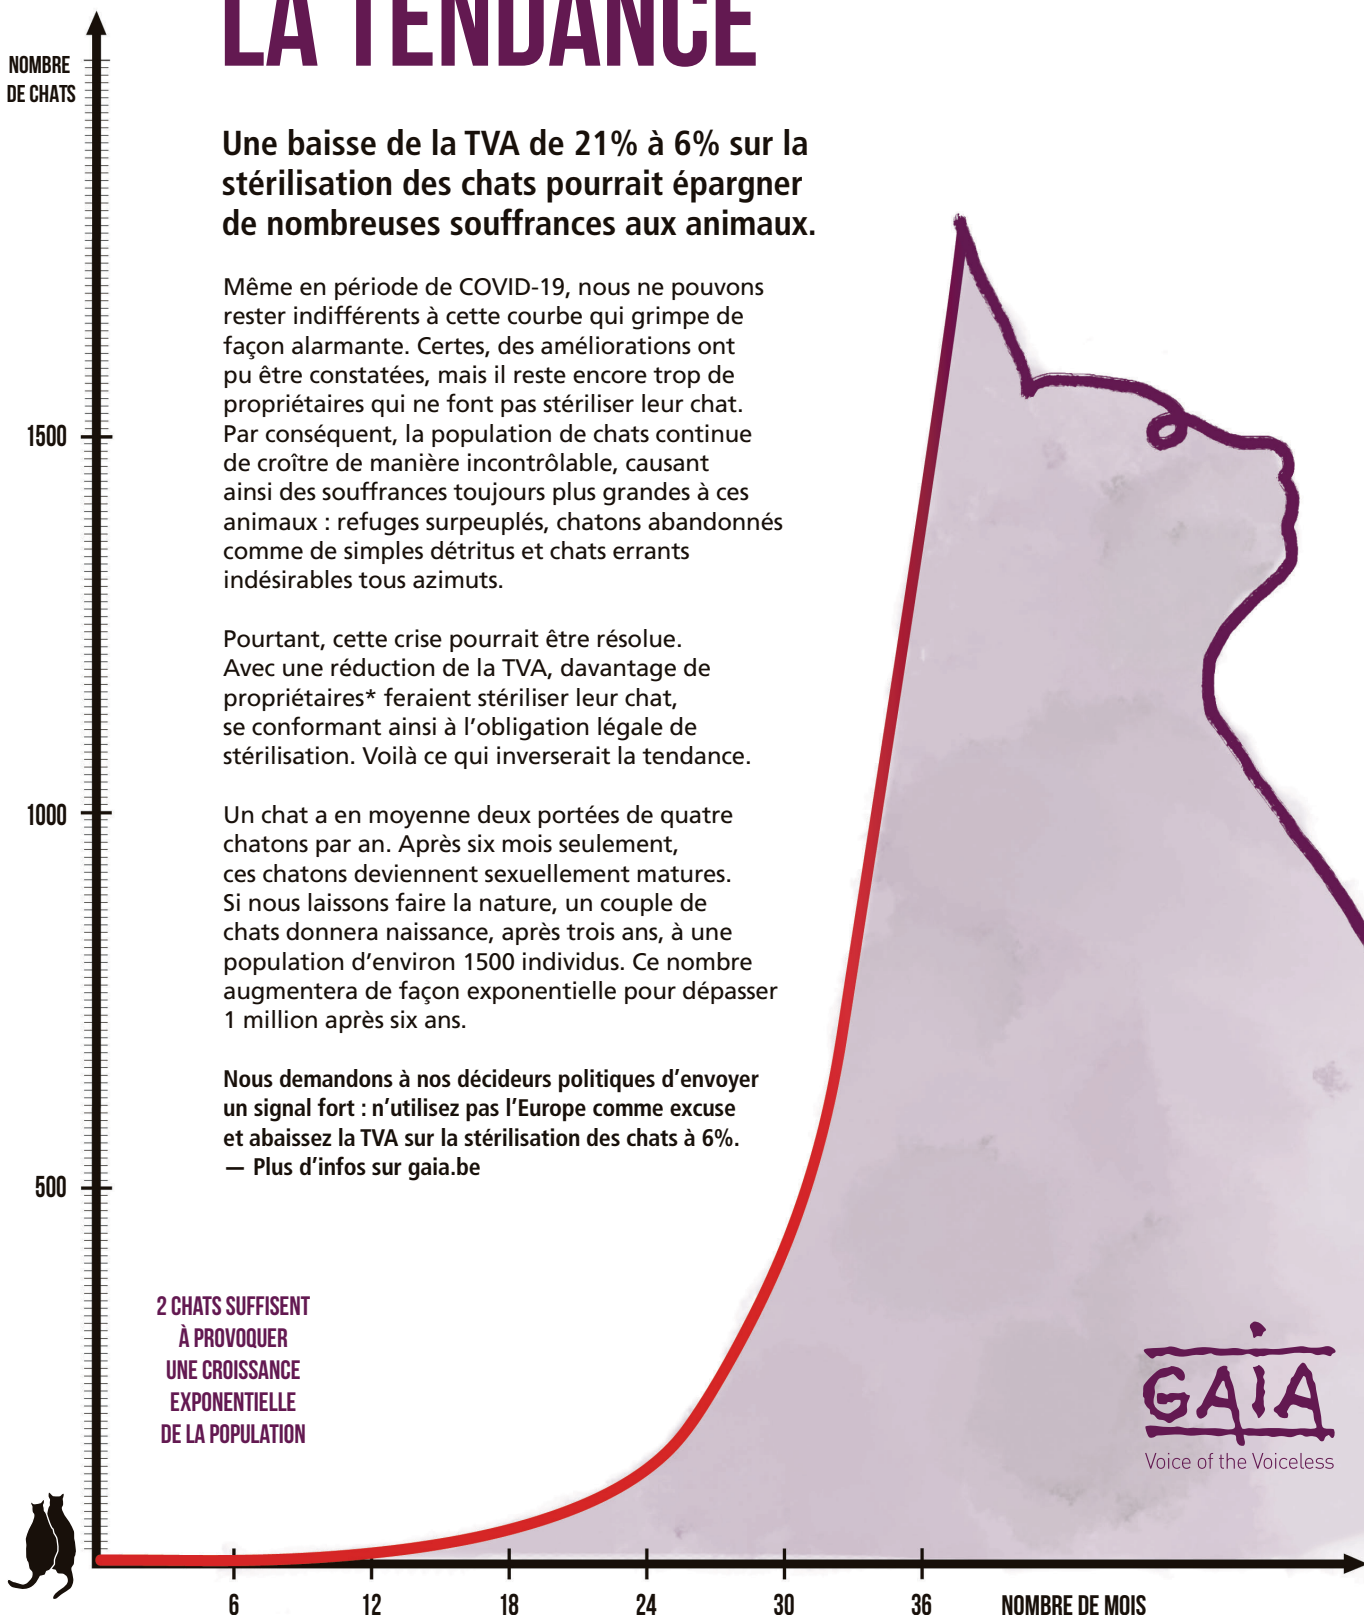 LA TENDANCE
NOMBRE
DE CHATS
Une baisse de la TVA de 21% à 6% sur la
stérilisation des chats pourrait épargner
de nombreuses souffrances aux animaux.
Même en période de COVID-19, nous ne pouvons
rester indifférents à cette courbe qui grimpe de
façon alarmante. Certes, des améliorations ont
pu être constatées, mais il reste encore trop de
propriétaires qui ne font pas stériliser leur chat.
Par conséquent, la population de chats continue
de croître de manière incontrôlable, causant
ainsi des souffrances toujours plus grandes à ces
animaux : refuges surpeuplés, chatons abandonnés
comme de simples détritus et chats errants
indésirables tous azimuts.
Pourtant, cette crise pourrait être résolue.
Avec une réduction de la TVA, davantage de
propriétaires* feraient stériliser leur chat,
se conformant ainsi à l’obligation légale de
stérilisation. Voilà ce qui inverserait la tendance.
Un chat a en moyenne deux portées de quatre
chatons par an. Après six mois seulement,
ces chatons deviennent sexuellement matures.
Si nous laissons faire la nature, un couple de
chats donnera naissance, après trois ans, à une
population d’environ 1500 individus. Ce nombre
augmentera de façon exponentielle pour dépasser
1 million après six ans.
Nous demandons à nos décideurs politiques d’envoyer
un signal fort : n’utilisez pas l’Europe comme excuse
et abaissez la TVA sur la stérilisation des chats à 6%.
— Plus d’infos sur gaia.be
1500
1000
500
2 CHATS SUFFISENT
À PROVOQUER
UNE CROISSANCE
EXPONENTIELLE
DE LA POPULATION
GAIA
Voice of the Voiceless
6 12 18 24 30 36 NOMBRE DE MOIS